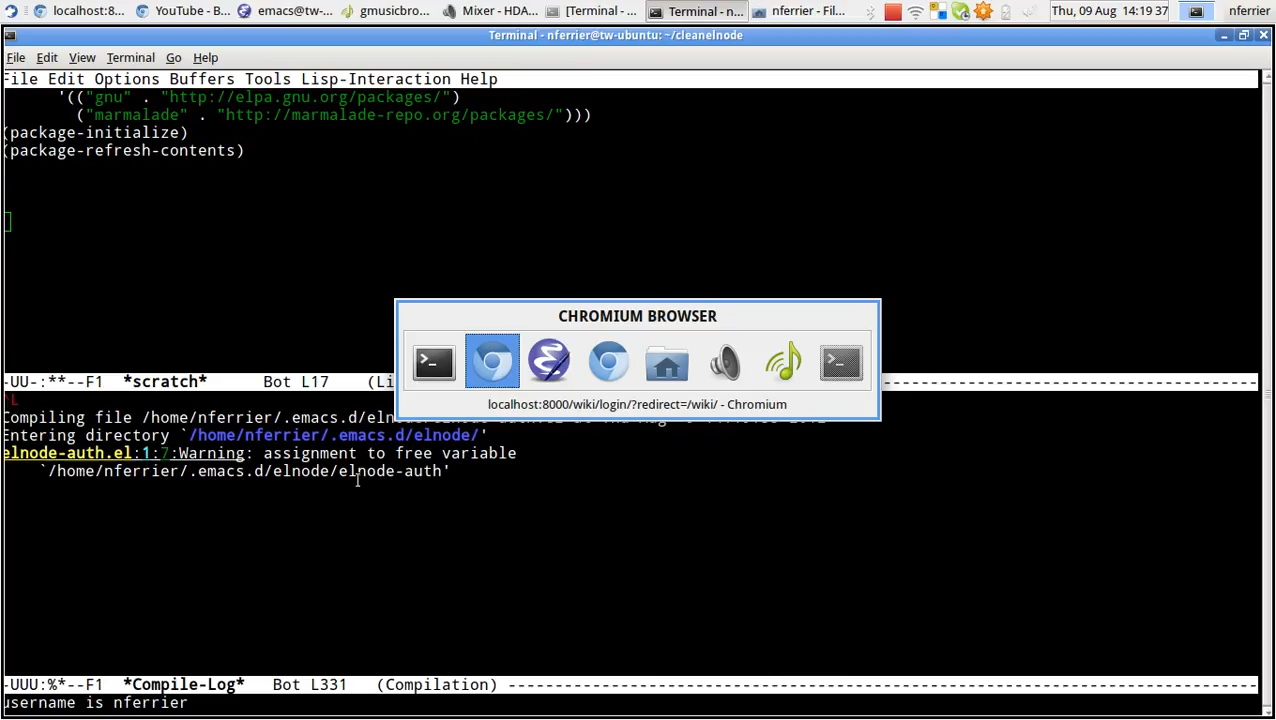 localhost:8...
YouTube - B...
emacs@tw-...
gmusicbro...
Mixer - HDA...
[Terminal - ...
Terminal - n...
nferrier - Fil...
Thu, 09 Aug 14:19:37
nferrier
Terminal - nferrier@tw-ubuntu: ~/cleanelnode
File Edit View Terminal Go Help
File Edit Options Buffers Tools Lisp-Interaction Help
'(("gnu" . "http://elpa.gnu.org/packages/")
("marmalade" . "http://marmalade-repo.org/packages/")))
(package-initialize)
(package-refresh-contents)
CHROMIUM BROWSER
localhost:8000/wiki/login/?redirect=/wiki/ - Chromium
-UU-:**--F1 *scratch* Bot L17 (Li
^L
Compiling file /home/nferrier/.emacs.d/eln
Entering directory `/home/nferrier/.emacs.d/elnode/'
elnode-auth.el:1:7:Warning: assignment to free variable
`/home/nferrier/.emacs.d/elnode/elnode-auth'
-UUU:%*--F1 *Compile-Log* Bot L331 (Compilation) ----------------------------------------------------------------
username is nferrier